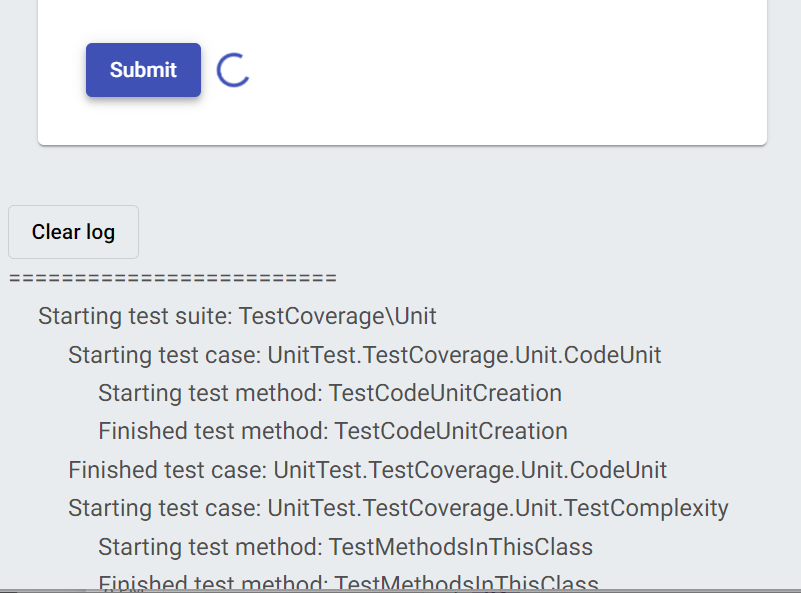 Submit
Clear log
=========================
Starting test suite: TestCoverage\Unit
Starting test case: UnitTest.TestCoverage.Unit.CodeUnit
Starting test method: TestCodeUnitCreation
Finished test method: TestCodeUnitCreation
Finished test case: UnitTest.TestCoverage.Unit.CodeUnit
Starting test case: UnitTest.TestCoverage.Unit.TestComplexity
Starting test method: TestMethodsInThisClass
Finished test method: TestMethodsInThisClass